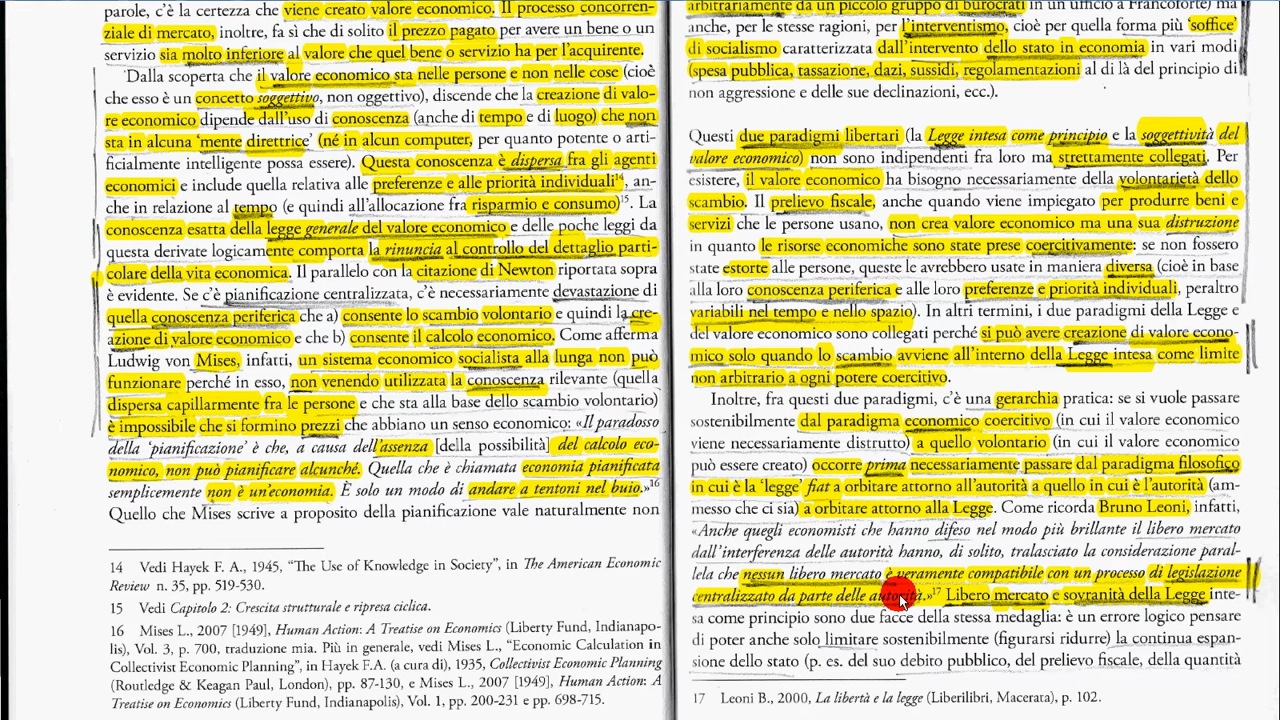 parole, c'è la certezza che viene creato valore economico. Il processo concorren-
ziale di mercato, inoltre, fa sì che di solito il prezzo pagato per avere un bene o un
servizio sia molto inferiore al valore che quel bene o servizio ha per l'acquirente.
Dalla scoperta che il valore economico sta nelle persone e non nelle cose (cioè
che esso è un concetto soggettivo, non oggettivo), discende che la creazione di valo-
re economico dipende dall'uso di conoscenza (anche di tempo e di luogo) che non
sta in alcuna 'mente direttrice' (né in alcun computer, per quanto potente o arti-
ficialmente intelligente possa essere). Questa conoscenza è dispersa fra gli agenti
economici e include quella relativa alle preferenze e alle priorità individuali14, an-
che in relazione al tempo (e quindi all'allocazione fra risparmio e consumo)15. La
conoscenza esatta della legge generale del valore economico e delle poche leggi da
questa derivate logicamente comporta la rinuncia al controllo del dettaglio parti-
colare della vita economica. Il parallelo con la citazione di Newton riportata sopra
è evidente. Se c'è pianificazione centralizzata, c'è necessariamente devastazione di
quella conoscenza periferica che a) consente lo scambio volontario e quindi la cre-
azione di valore economico e che b) consente il calcolo economico. Come afferma
Ludwig von Mises, infatti, un sistema economico socialista alla lunga non può
funzionare perché in esso, non venendo utilizzata la conoscenza rilevante (quella
dispersa capillarmente fra le persone e che sta alla base dello scambio volontario)
è impossibile che si formino prezzi che abbiano un senso economico: «Il paradosso
della 'pianificazione' è che, a causa dell'assenza [della possibilità] del calcolo eco-
nomico, non può pianificare alcunché. Quella che è chiamata economia pianificata
semplicemente non è un'economia. È solo un modo di andare a tentoni nel buio.»16
Quello che Mises scrive a proposito della pianificazione vale naturalmente non
14 Vedi Hayek F. A., 1945, "The Use of Knowledge in Society", in The American Economic
Review n. 35, pp. 519-530.
15 Vedi Capitolo 2: Crescita strutturale e ripresa ciclica.
16 Mises L., 2007 [1949], Human Action: A Treatise on Economics (Liberty Fund, Indianapo-
lis), Vol. 3, p. 700, traduzione mia. Più in generale, vedi Mises L., "Economic Calculation in
Collectivist Economic Planning", in Hayek F.A. (a cura di), 1935, Collectivist Economic Planning
(Routledge & Keagan Paul, London), pp. 87-130, e Mises L., 2007 [1949], Human Action: A
Treatise on Economics (Liberty Fund, Indianapolis), Vol. 1, pp. 200-231 e pp. 698-715.
arbitrariamente da un piccolo gruppo di burocrati in un ufficio a Francoforte) ma
anche, per le stesse ragioni, per l'interventismo, cioè per quella forma più 'soffice'
di socialismo caratterizzata dall'intervento dello stato in economia in vari modi
(spesa pubblica, tassazione, dazi, sussidi, regolamentazioni al di là del principio di
non aggressione e delle sue declinazioni, ecc.).
Questi due paradigmi libertari (la Legge intesa come principio e la soggettività del
valore economico) non sono indipendenti fra loro ma strettamente collegati. Per
esistere, il valore economico ha bisogno necessariamente della volontarietà dello
scambio. Il prelievo fiscale, anche quando viene impiegato per produrre beni e
servizi che le persone usano, non crea valore economico ma una sua distruzione
in quanto le risorse economiche sono state prese coercitivamente: se non fossero
state estorte alle persone, queste le avrebbero usate in maniera diversa (cioè in base
alla loro conoscenza periferica e alle loro preferenze e priorità individuali, peraltro
variabili nel tempo e nello spazio). In altri termini, i due paradigmi della Legge e
del valore economico sono collegati perché si può avere creazione di valore econo-
mico solo quando lo scambio avviene all'interno della Legge intesa come limite
non arbitrario a ogni potere coercitivo.
Inoltre, fra questi due paradigmi, c'è una gerarchia pratica: se si vuole passare
sostenibilmente dal paradigma economico coercitivo (in cui il valore economico
viene necessariamente distrutto) a quello volontario (in cui il valore economico
può essere creato) occorre prima necessariamente passare dal paradigma filosofico
in cui è la 'legge' fiat a orbitare attorno all'autorità a quello in cui è l'autorità (am-
messo che ci sia) a orbitare attorno alla Legge. Come ricorda Bruno Leoni, infatti,
«Anche quegli economisti che hanno difeso nel modo più brillante il libero mercato
dall'interferenza delle autorità hanno, di solito, tralasciato la considerazione paral-
lela che nessun libero mercato è veramente compatibile con un processo di legislazione
centralizzato da parte delle autorità.»17 Libero mercato e sovranità della Legge inte-
sa come principio sono due facce della stessa medaglia: è un errore logico pensare
di poter anche solo limitare sostenibilmente (figurarsi ridurre) la continua espan-
sione dello stato (p. es. del suo debito pubblico, del prelievo fiscale, della quantità
17 Leoni B., 2000, La libertà e la legge (Liberilibri, Macerata), p. 102.